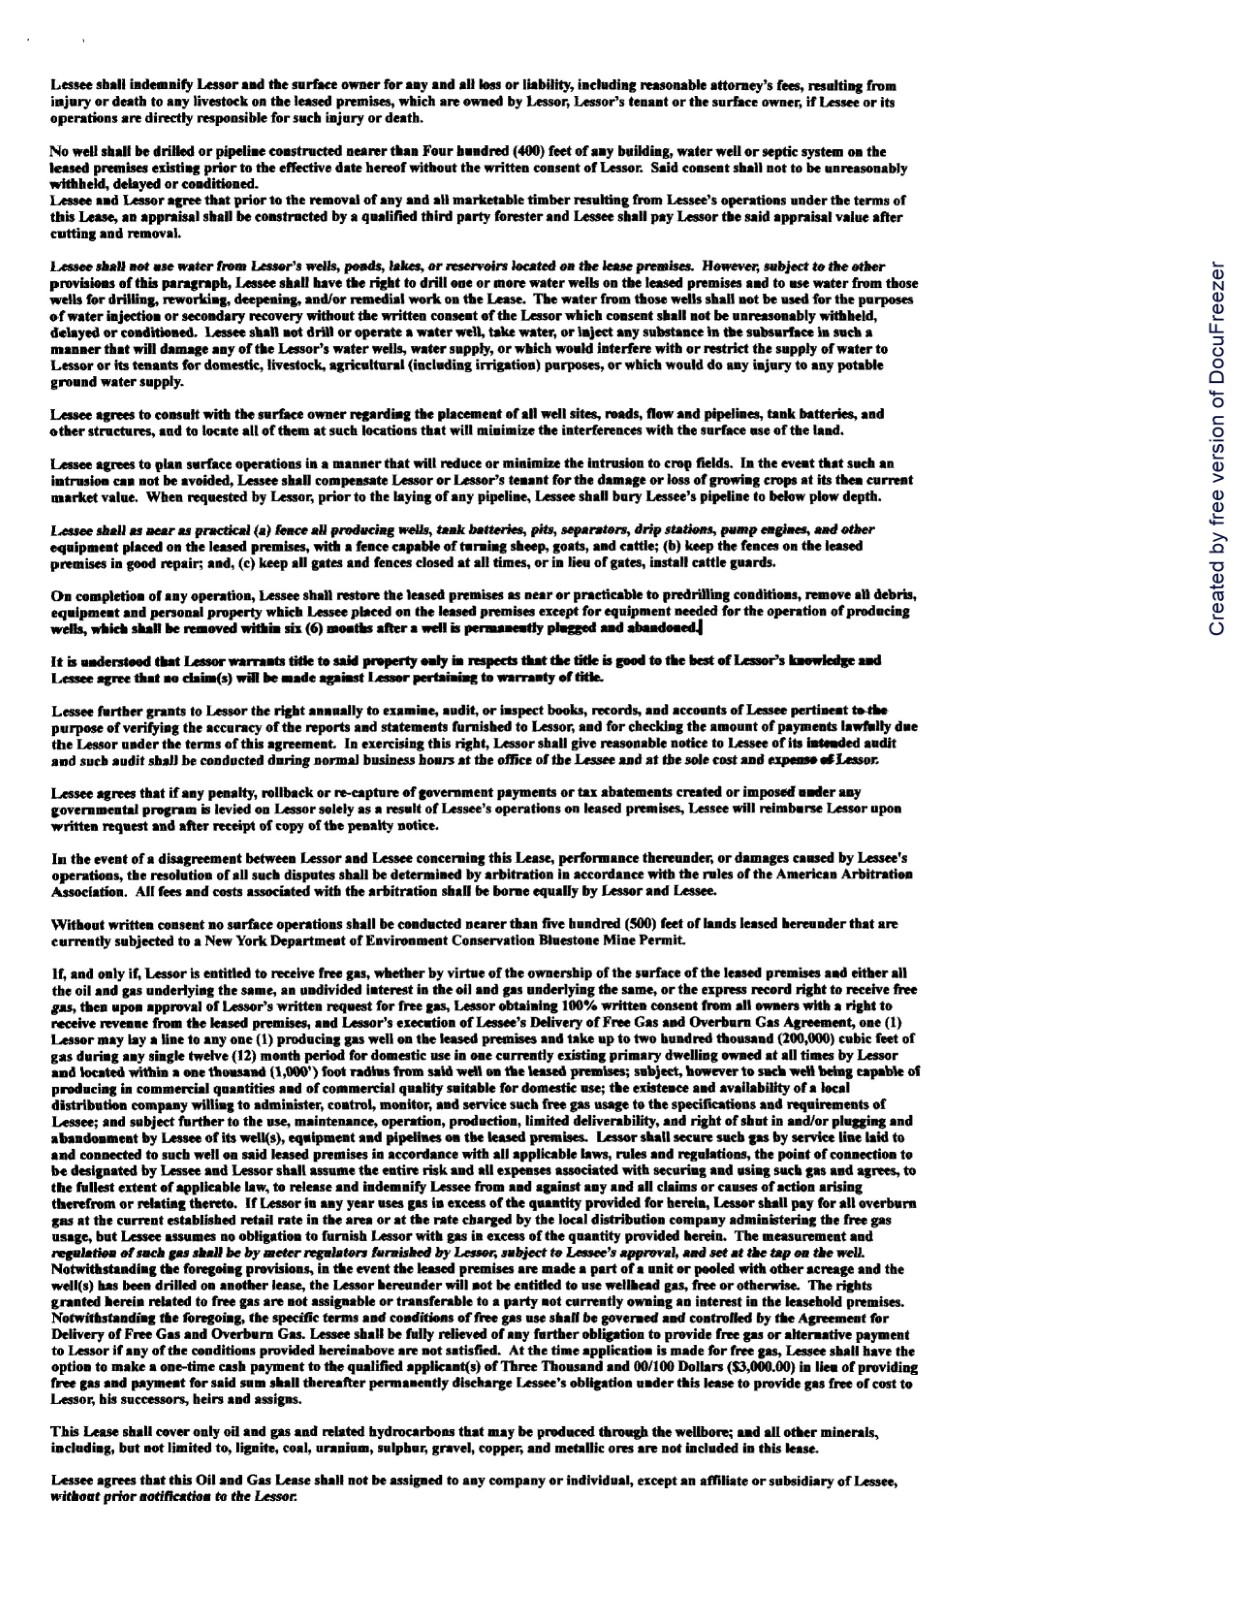 Lessee shall indemnify Lessor and the surface owner for any and all loss or liability, including reasonable attorney's fees, resulting from
injury or death to any livestock on the leased premises, which are owned by Lessor, Lessor's tenant or the surface owner, if Lessee or its
operations are directly responsible for such injury or death.
No well shall be drilled or pipeline constructed nearer than Four hundred (400) feet of any building, water well or septic system on the
leased premises existing prior to the effective date hereof without the written consent of Lessor. Said consent shall not to be unreasonably
withheld, delayed or conditioned.
Lessee and Lessor agree that prior to the removal of any and all marketable timber resulting from Lessee's operations under the terms of
this Lease, an appraisal shall be constructed by a qualified third party forester and Lessee shall pay Lessor the said appraisal value after
cutting and removal.
Lessee shall not use water from Lessor's wells, ponds, lakes, or reservoirs located on the lease premises. However, subject to the other
provisions of this paragraph, Lessee shall have the right to drill one or more water wells on the leased premises and to use water from those
wells for drilling, reworking, deepening, and/or remedial work on the Lease. The water from those wells shall not be used for the purposes
of water injection or secondary recovery without the written consent of the Lessor which consent shall not be unreasonably withheld,
delayed or conditioned. Lessee shall not drill or operate a water well, take water, or inject any substance in the subsurface in such a
manner that will damage any of the Lessor's water wells, water supply, or which would interfere with or restrict the supply of water to
Lessor or its tenants for domestic, livestock, agricultural (including irrigation) purposes, or which would do any injury to any potable
ground water supply.
Lessee agrees to consult with the surface owner regarding the placement of all well sites, roads, flow and pipelines, tank batteries, and
other structures, and to locate all of them at such locations that will minimize the interferences with the surface use of the land.
Lessee agrees to plan surface operations in a manner that will reduce or minimize the intrusion to crop fields. In the event that such an
intrusion can not be avoided, Lessee shall compensate Lessor or Lessor's tenant for the damage or loss of growing crops at its then current
market value. When requested by Lessor, prior to the laying of any pipeline, Lessee shall bury Lessee's pipeline to below plow depth.
Lessee shall as near as practical (a) fence all producing wells, tank batteries, pits, separators, drip stations, pump engines, and other
equipment placed on the leased premises, with a fence capable of turning sheep, goats, and cattle; (b) keep the fences on the leased
premises in good repair; and, (c) keep all gates and fences closed at all times, or in lieu of gates, install cattle guards.
On completion of any operation, Lessee shall restore the leased premises as near or practicable to predrilling conditions, remove all debris,
equipment and personal property which Lessee placed on the leased premises except for equipment needed for the operation of producing
wells, which shall be removed within six (6) months after a well is permanently plugged and abandoned.
It is understood that Lessor warrants title to said property only in respects that the title is good to the best of Lessor's knowledge and
Lessee agree that no claim(s) will be made against Lessor pertaining to warranty of title.
Lessee further grants to Lessor the right annually to examine, audit, or inspect books, records, and accounts of Lessee pertinent to the
purpose of verifying the accuracy of the reports and statements furnished to Lessor, and for checking the amount of payments lawfully due
the Lessor under the terms of this agreement. In exercising this right, Lessor shall give reasonable notice to Lessee of its intended audit
and such audit shall be conducted during normal business hours at the office of the Lessee and at the sole cost and expense of Lessor.
Lessee agrees that if any penalty, rollback or re-capture of government payments or tax abatements created or imposed under any
governmental program is levied on Lessor solely as a result of Lessee's operations on leased premises, Lessee will reimburse Lessor upon
written request and after receipt of copy of the penalty notice.
In the event of a disagreement between Lessor and Lessee concerning this Lease, performance thereunder, or damages caused by Lessee's
operations, the resolution of all such disputes shall be determined by arbitration in accordance with the rules of the American Arbitration
Association. All fees and costs associated with the arbitration shall be borne equally by Lessor and Lessee.
Without written consent no surface operations shall be conducted nearer than five hundred (500) feet of lands leased hereunder that are
currently subjected to a New York Department of Environment Conservation Bluestone Mine Permit.
If, and only if, Lessor is entitled to receive free gas, whether by virtue of the ownership of the surface of the leased premises and either all
the oil and gas underlying the same, an undivided interest in the oil and gas underlying the same, or the express record right to receive free
gas, then upon approval of Lessor's written request for free gas, Lessor obtaining 100% written consent from all owners with a right to
receive revenue from the leased premises, and Lessor's execution of Lessee's Delivery of Free Gas and Overburn Gas Agreement, one (1)
Lessor may lay a line to any one (1) producing gas well on the leased premises and take up to two hundred thousand (200,000) cubic feet of
gas during any single twelve (12) month period for domestic use in one currently existing primary dwelling owned at all times by Lessor
and located within a one thousand (1,000') foot radius from said well on the leased premises; subject, however to such well being capable of
producing in commercial quantities and of commercial quality suitable for domestic use; the existence and availability of a local
distribution company willing to administer, control, monitor, and service such free gas usage to the specifications and requirements of
Lessee; and subject further to the use, maintenance, operation, production, limited deliverability, and right of shut in and/or plugging and
abandonment by Lessee of its well(s), equipment and pipelines on the leased premises. Lessor shall secure such gas by service line laid to
and connected to such well on said leased premises in accordance with all applicable laws, rules and regulations, the point of connection to
be designated by Lessee and Lessor shall assume the entire risk and all expenses associated with securing and using such gas and agrees, to
the fullest extent of applicable law, to release and indemnify Lessee from and against any and all claims or causes of action arising
therefrom or relating thereto. If Lessor in any year uses gas in excess of the quantity provided for herein, Lessor shall pay for all overburn
gas at the current established retail rate in the area or at the rate charged by the local distribution company administering the free gas
usage, but Lessee assumes no obligation to furnish Lessor with gas in excess of the quantity provided herein. The measurement and
regulation of such gas shall be by meter regulators furnished by Lessor, subject to Lessee's approval, and set at the tap on the well.
Notwithstanding the foregoing provisions, in the event the leased premises are made a part of a unit or pooled with other acreage and the
well(s) has been drilled on another lease, the Lessor hereunder will not be entitled to use wellhead gas, free or otherwise. The rights
granted herein related to free gas are not assignable or transferable to a party not currently owning an interest in the leasehold premises.
Notwithstanding the foregoing, the specific terms and conditions of free gas use shall be governed and controlled by the Agreement for
Delivery of Free Gas and Overburn Gas. Lessee shall be fully relieved of any further obligation to provide free gas or alternative payment
to Lessor if any of the conditions provided hereinabove are not satisfied. At the time application is made for free gas, Lessee shall have the
option to make a one-time cash payment to the qualified applicant(s) of Three Thousand and 00/100 Dollars ($3,000.00) in lieu of providing
free gas and payment for said sum shall thereafter permanently discharge Lessee's obligation under this lease to provide gas free of cost to
Lessor, his successors, heirs and assigns.
This Lease shall cover only oil and gas and related hydrocarbons that may be produced through the wellbore; and all other minerals,
including, but not limited to, lignite, coal, uranium, sulphur, gravel, copper, and metallic ores are not included in this lease.
Lessee agrees that this Oil and Gas Lease shall not be assigned to any company or individual, except an affiliate or subsidiary of Lessee,
without prior notification to the Lessor.
Created by free version of DocuFreezer